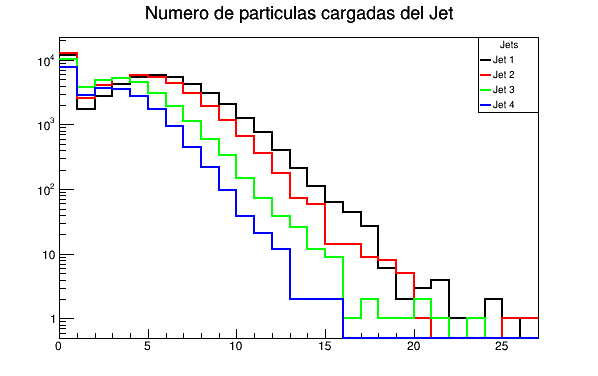 Numero de particulas cargadas del Jet
Jets
Jet 1
Jet 2
Jet 3
Jet 4
10⁴
10³
10²
10
1
0 5 10 15 20 25